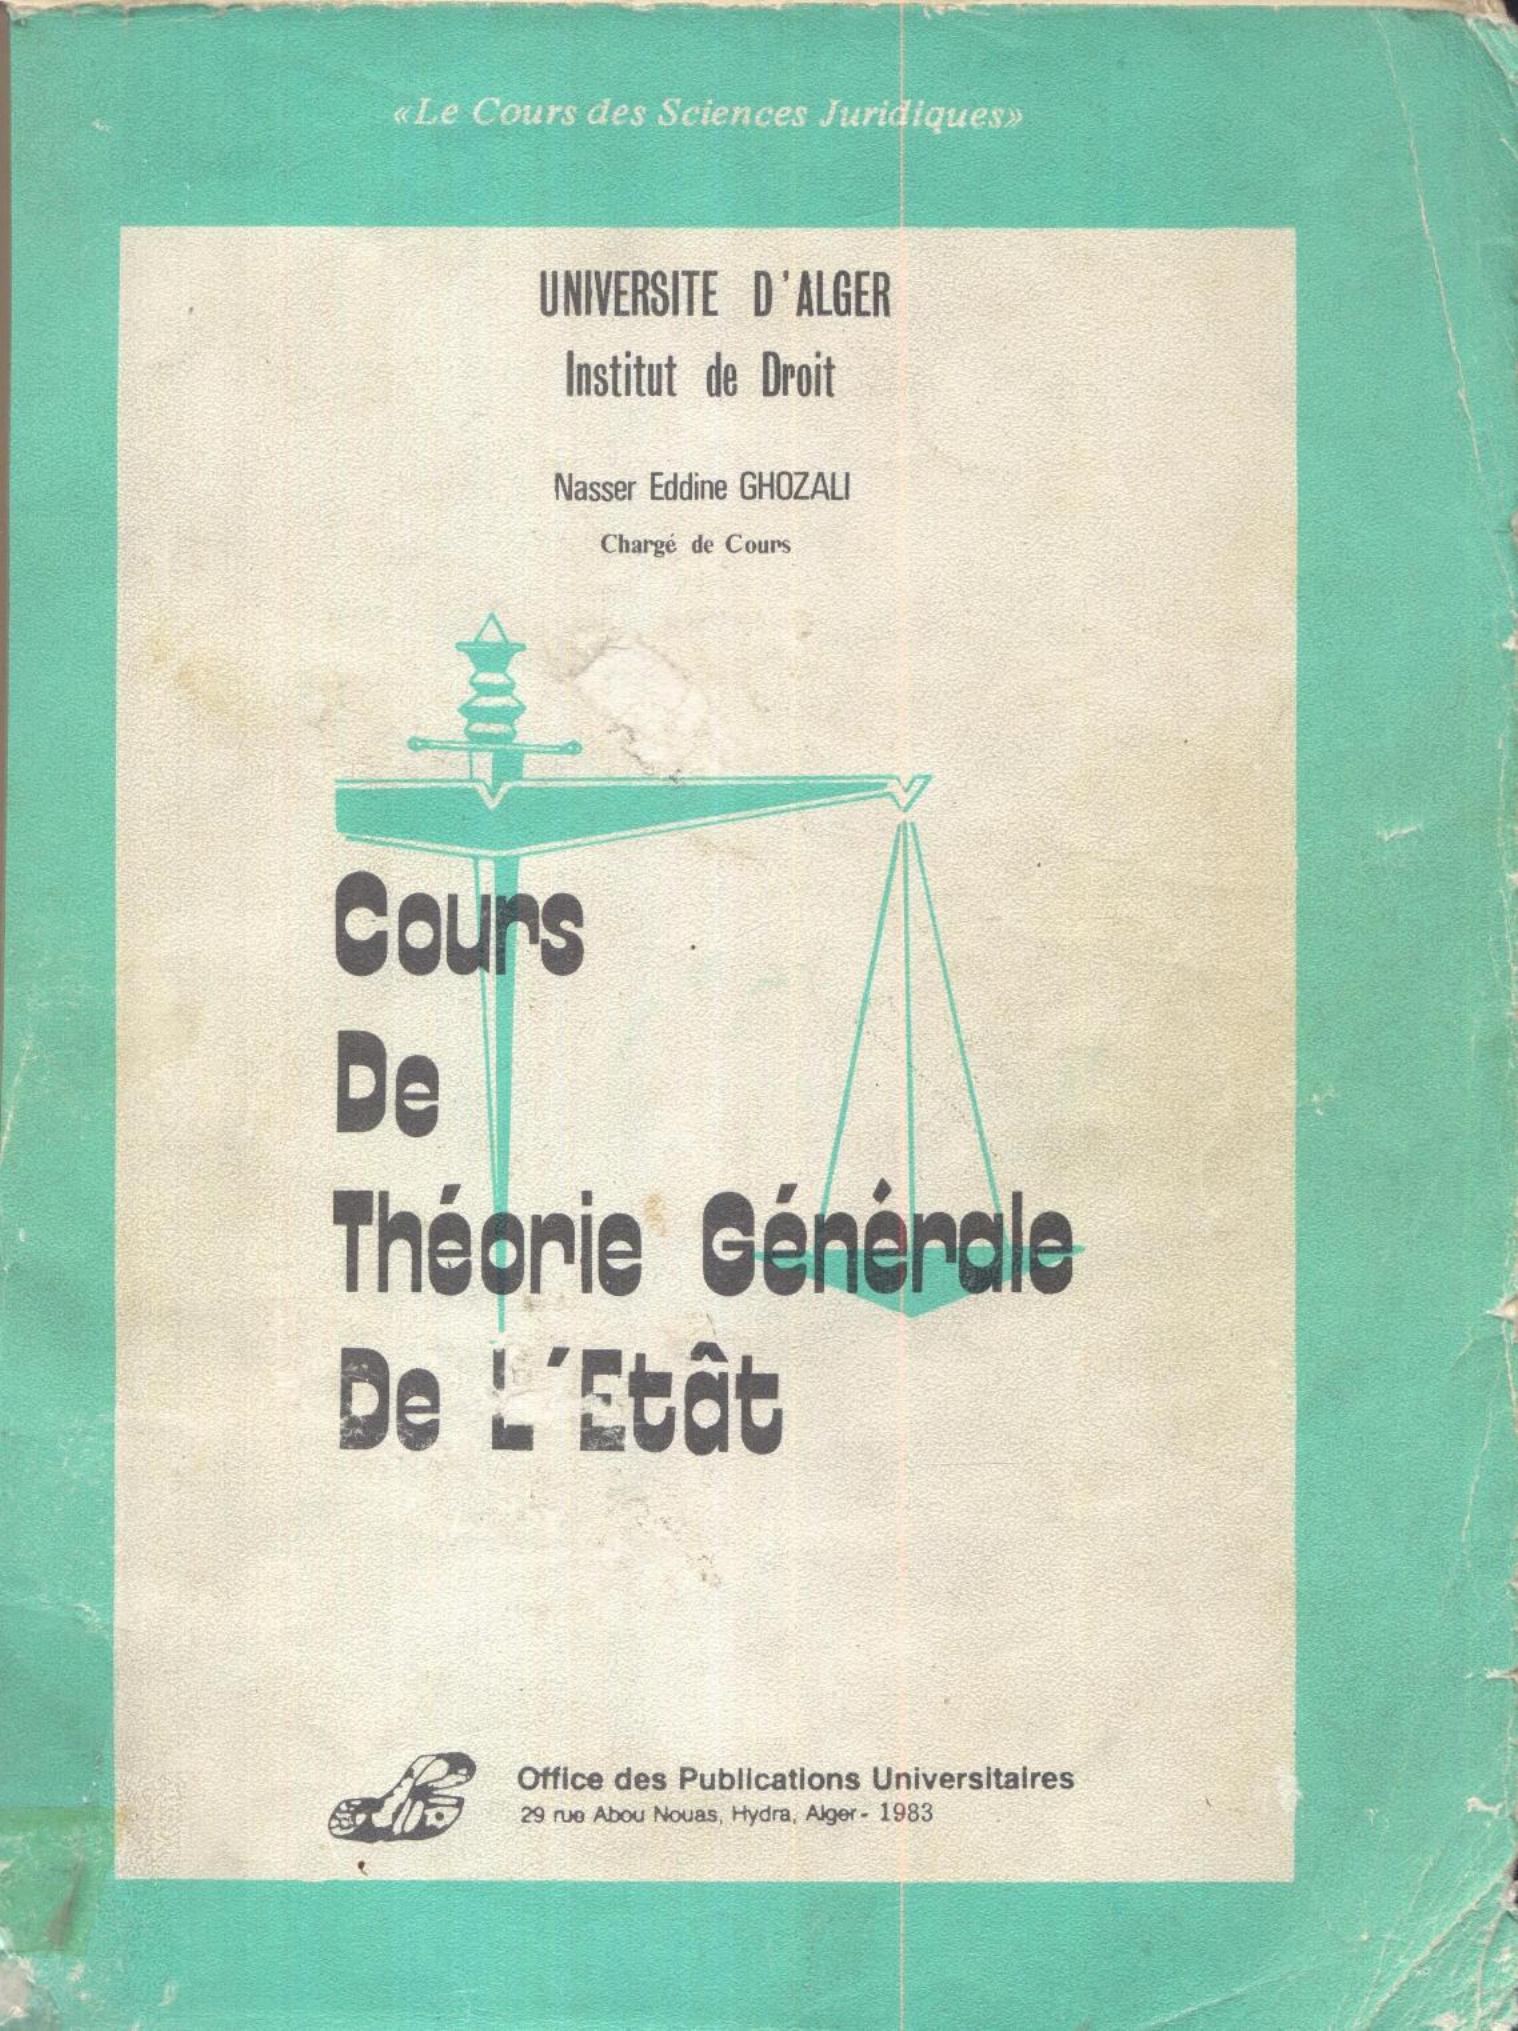 «Le Cours des Sciences Juridiques»
UNIVERSITE D'ALGER
Institut de Droit
Nasser Eddine GHOZALI
Chargé de Cours
Cours
De
Théorie Générale
De L'Etât
Office des Publications Universitaires
29 rue Abou Nouas, Hydra, Alger - 1983